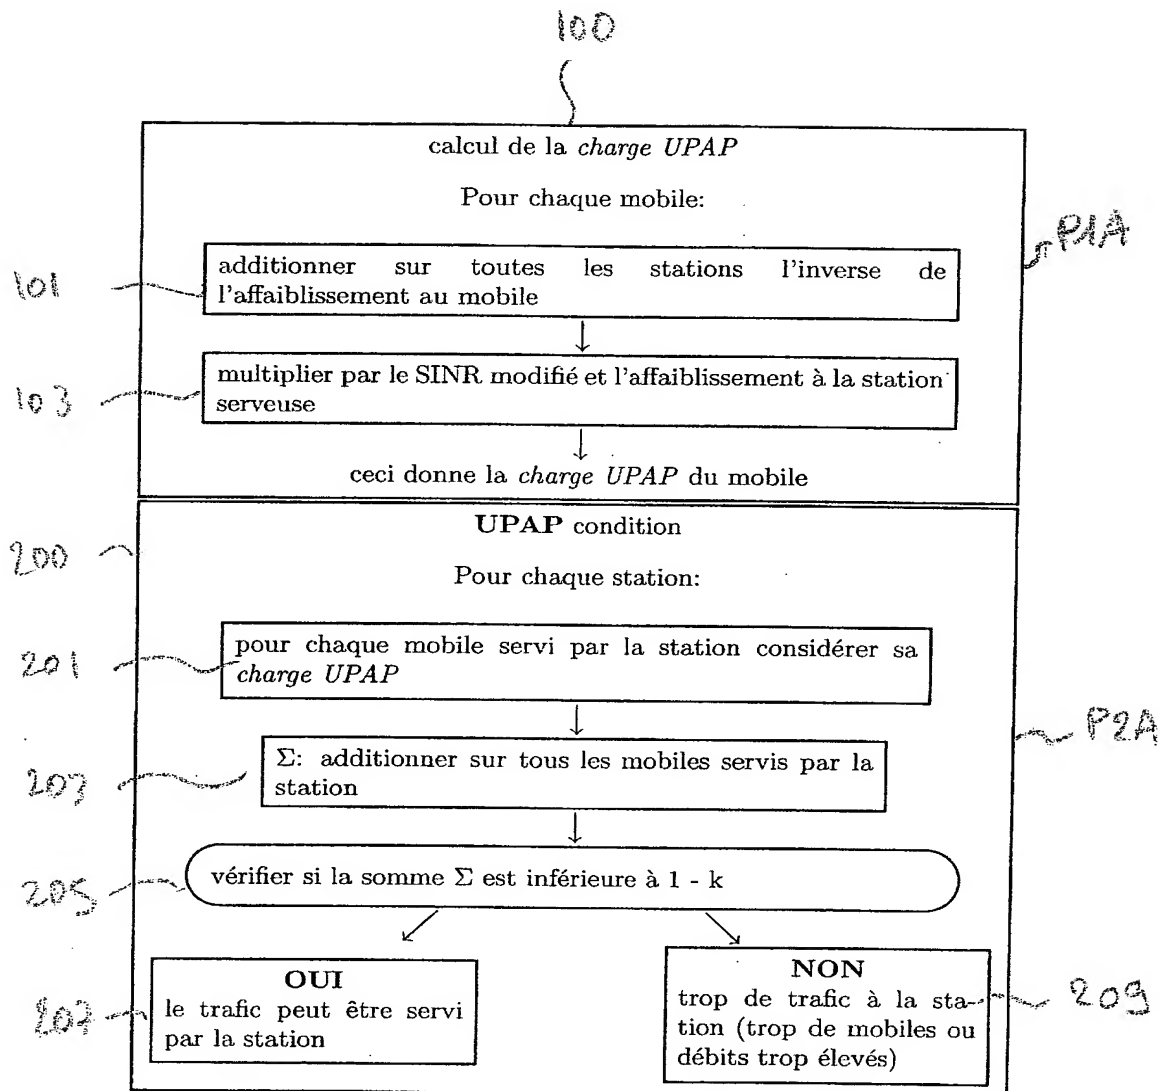 100
calcul de la charge UPAP
Pour chaque mobile:
P1A
101
additionner sur toutes les stations l'inverse de
l'affaiblissement au mobile
103
multiplier par le SINR modifié et l'affaiblissement à la station
serveuse
ceci donne la charge UPAP du mobile
200
UPAP condition
Pour chaque station:
201
pour chaque mobile servi par la station considérer sa
charge UPAP
P2A
203
Σ: additionner sur tous les mobiles servis par la
station
205
vérifier si la somme Σ est inférieure à 1 - k
207
OUI
le trafic peut être servi
par la station
NON
trop de trafic à la sta-
tion (trop de mobiles ou
débits trop élevés)
209